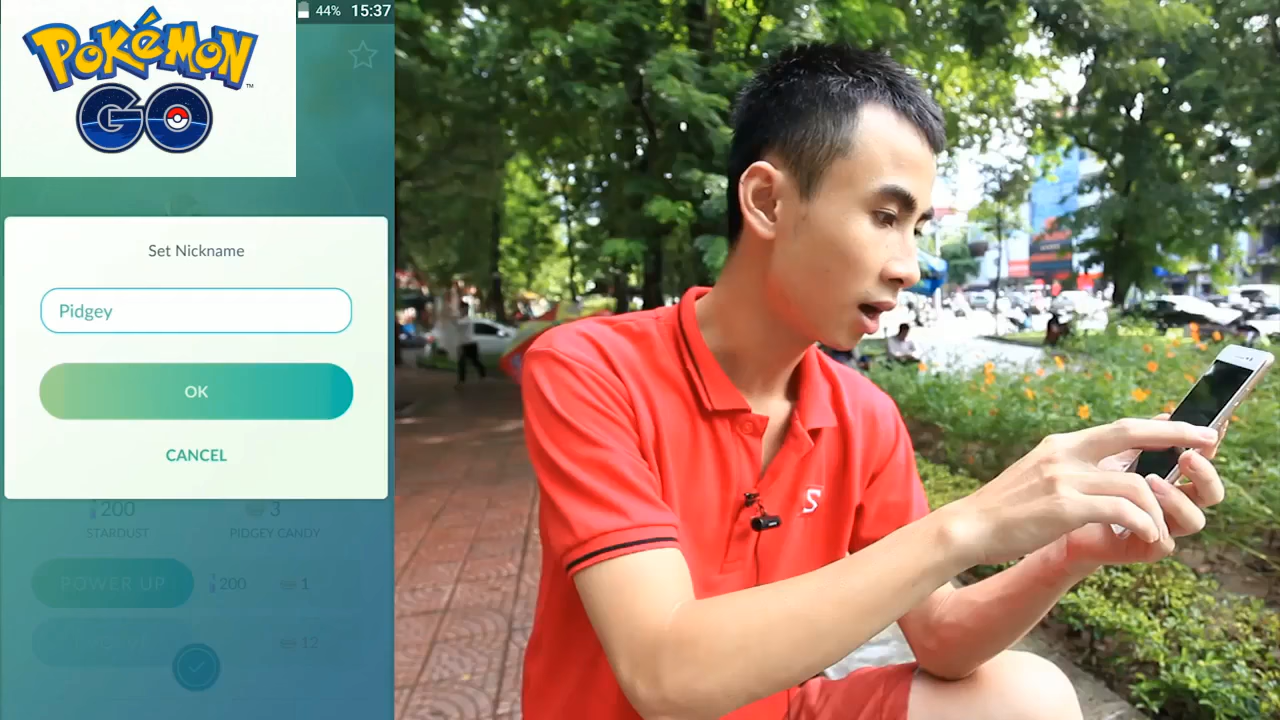 POKéMON
GO
™
44% 15:37
Set Nickname
Pidgey
OK
CANCEL
200 3
STARDUST PIDGEY CANDY
POWER UP 200 1
12
S